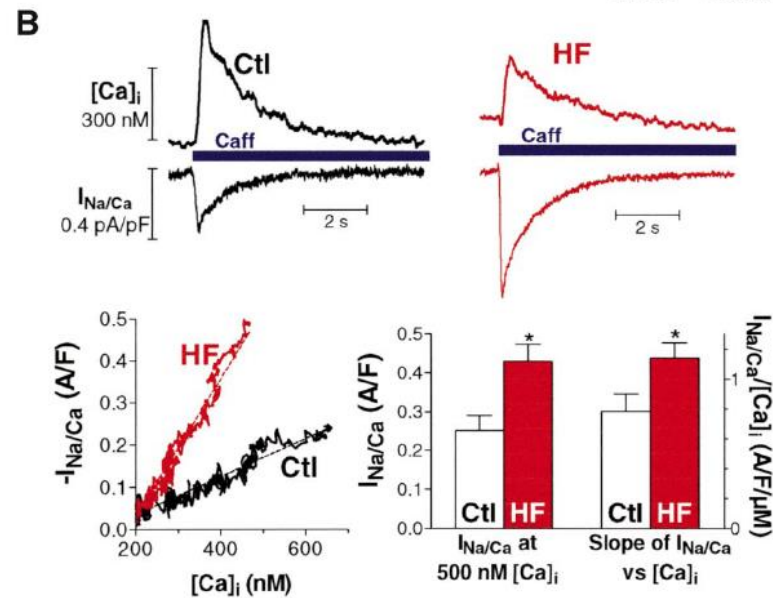 B
Ctl
HF
[Ca]i
300 nM
Caff
Caff
INa/Ca
0.4 pA/pF
2 s
2 s
-INa/Ca (A/F)
0.5
0.4
0.3
0.2
0.1
0.0
HF
Ctl
200
400
600
[Ca]i (nM)
INa/Ca (A/F)
0.5
0.4
0.3
0.2
0.1
0.0
*
*
Ctl
HF
Ctl
HF
1
0
INa/Ca/[Ca]i (A/F/μM)
INa/Ca at
500 nM [Ca]i
Slope of INa/Ca
vs [Ca]i